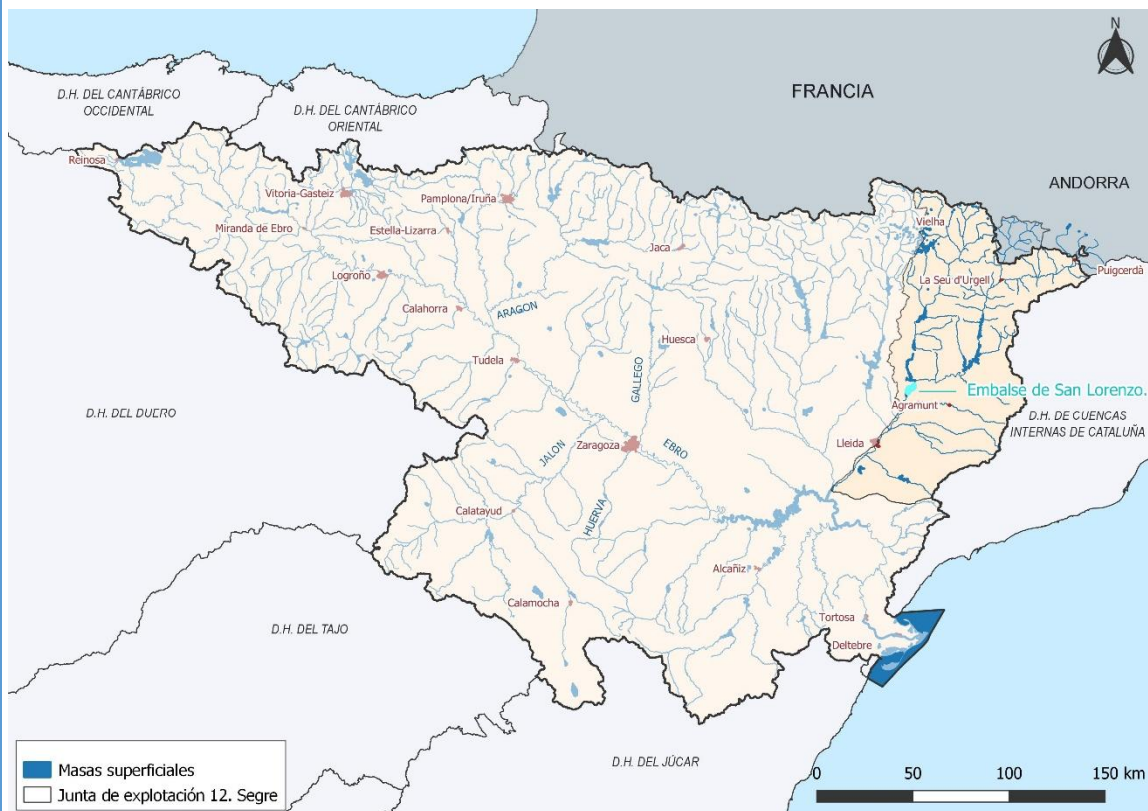 N
FRANCIA
D.H. DEL CANTÁBRICO
OCCIDENTAL
D.H. DEL CANTÁBRICO
ORIENTAL
ANDORRA
Reinosa
Vitoria-Gasteiz
Pamplona/Iruña
Vielha
Miranda de Ebro
Estella-Lizarra
Jaca
Puigcerdà
La Seu d'Urgell
Logroño
Calahorra
ARAGON
Huesca
Tudela
GALLEGO
Embalse de San Lorenzo.
Agramunt
D.H. DE CUENCAS
INTERNAS DE CATALUÑA
D.H. DEL DUERO
Lleida
Zaragoza
EBRO
JALON
HUERVA
Calatayud
Alcañiz
Calamocha
Tortosa
Deltebre
D.H. DEL TAJO
D.H. DEL JÚCAR
Masas superficiales
Junta de explotación 12. Segre
0 50 100 150 km